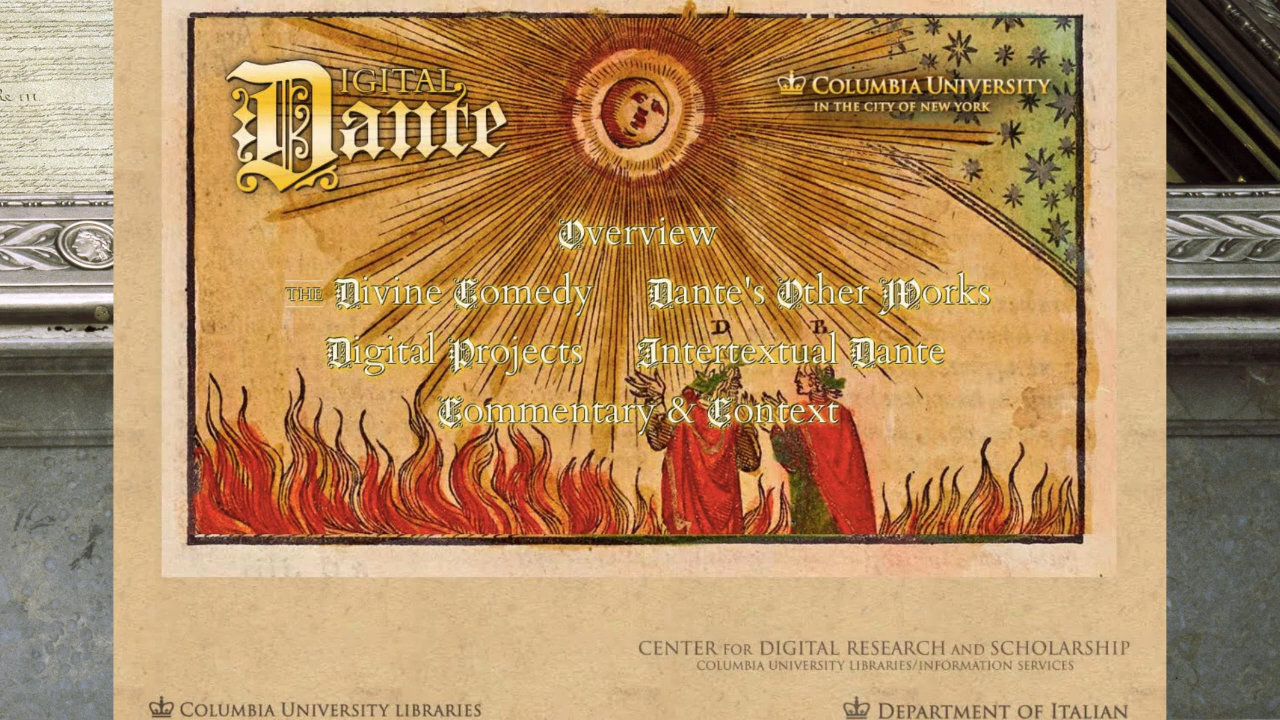 DIGITAL
Dante
COLUMBIA UNIVERSITY
IN THE CITY OF NEW YORK
Overview
THE Divine Comedy
Dante's Other Works
D
B
Digital Projects
Intertextual Dante
Commentary & Context
CENTER FOR DIGITAL RESEARCH AND SCHOLARSHIP
COLUMBIA UNIVERSITY LIBRARIES/INFORMATION SERVICES
COLUMBIA UNIVERSITY LIBRARIES
DEPARTMENT OF ITALIAN